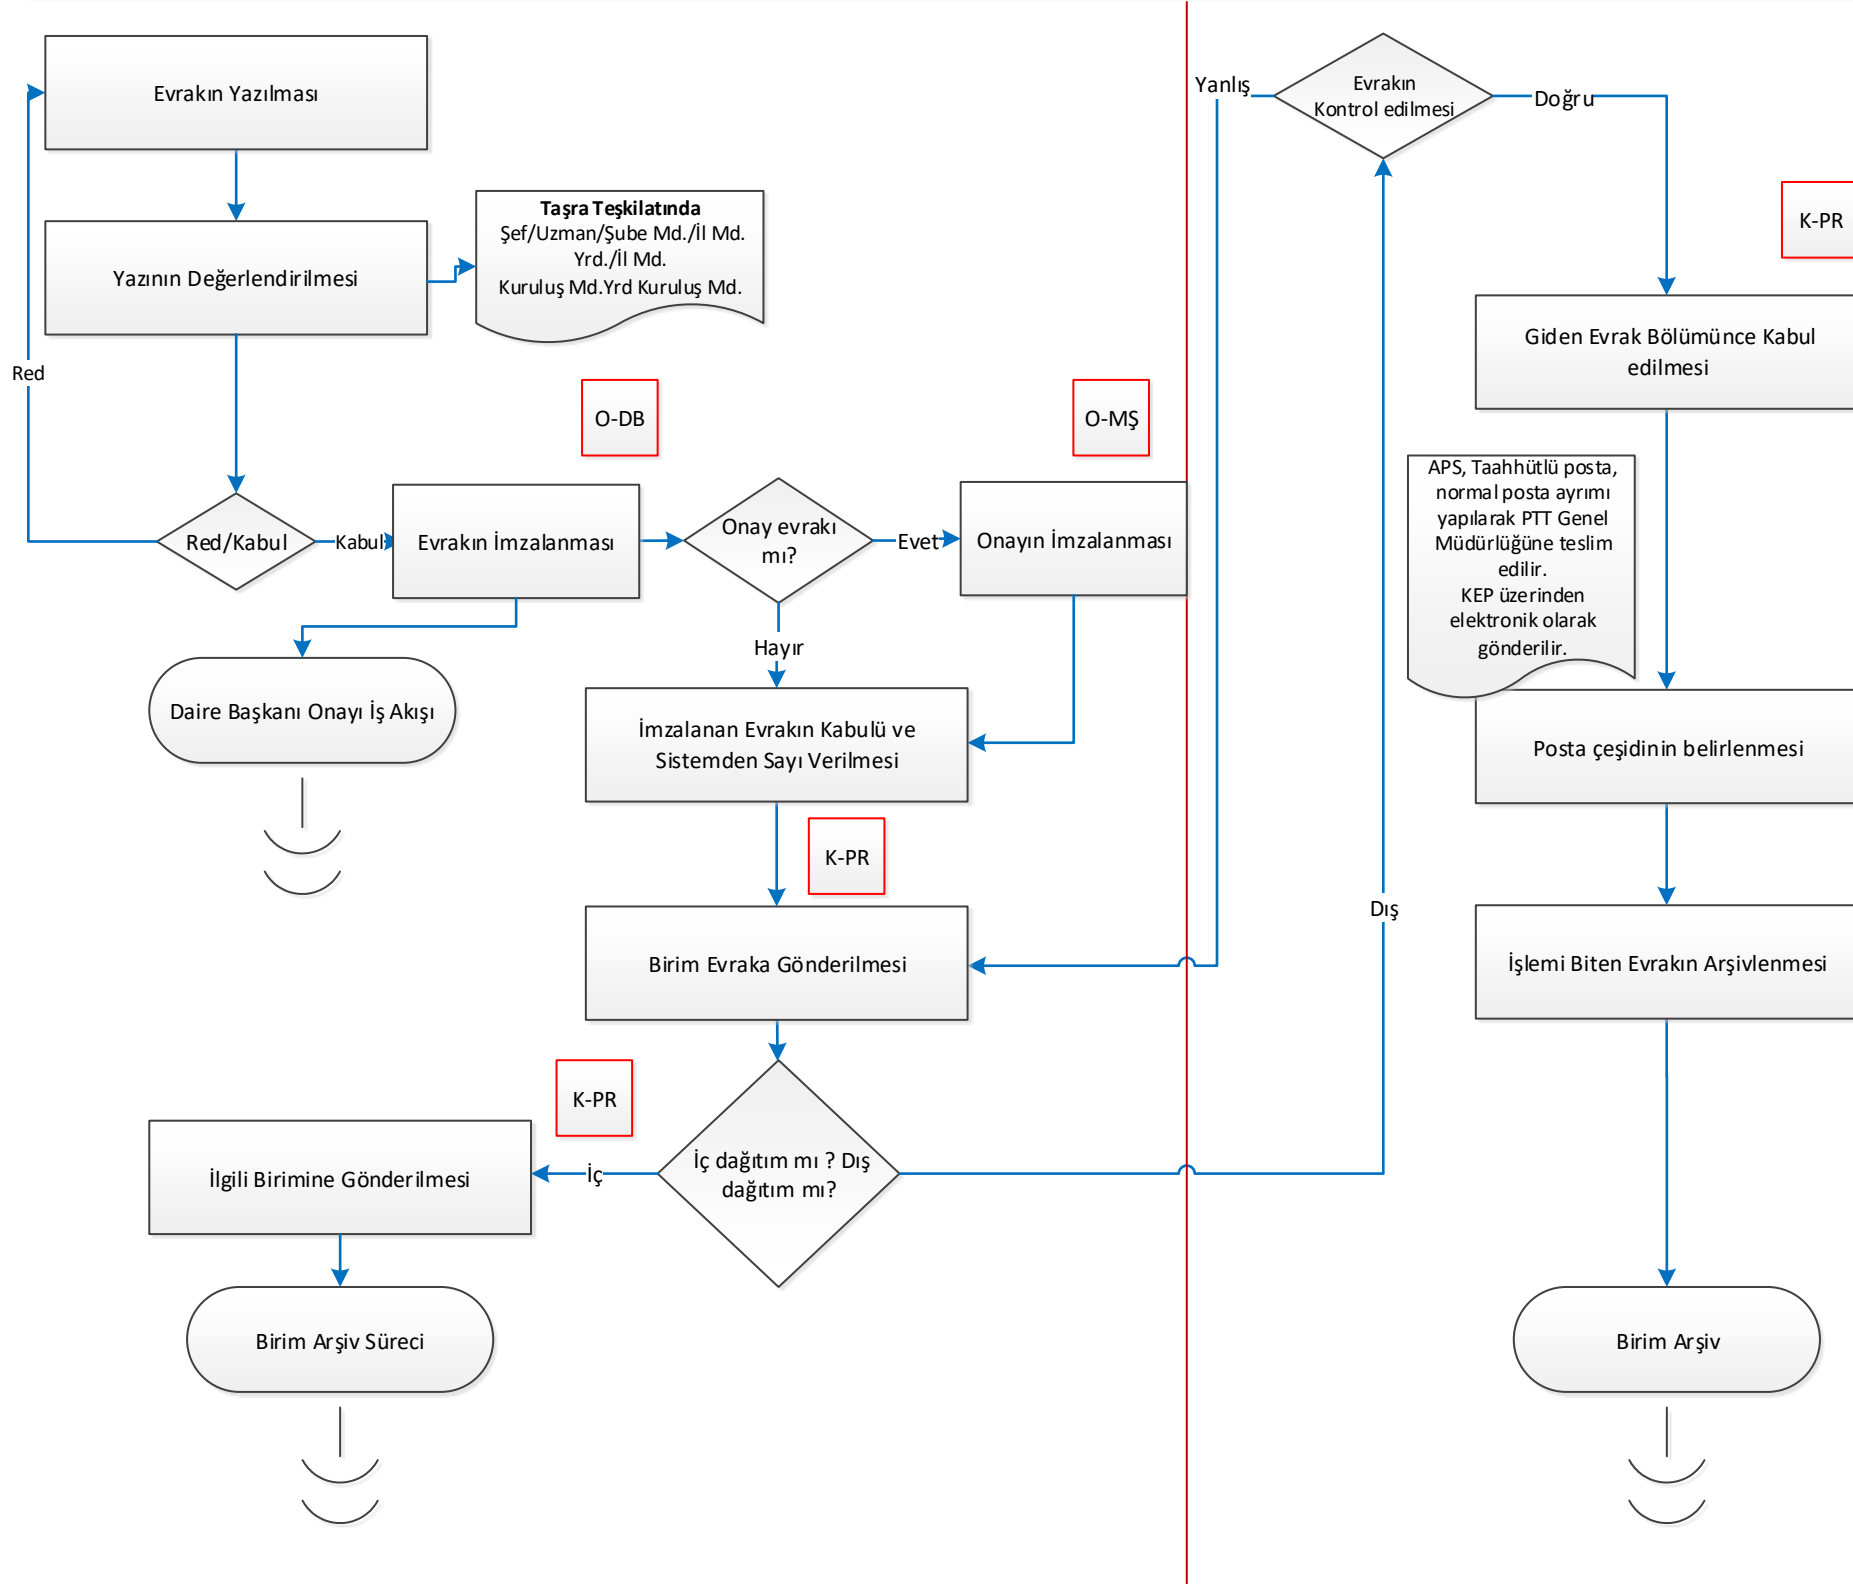 Evrakın Yazılması
Yazının Değerlendirilmesi
Taşra Teşkilatında
Şef/Uzman/Şube Md./İl Md.
Yrd./İl Md.
Kuruluş Md.Yrd Kuruluş Md.
Red
O-DB
O-MŞ
Red/Kabul
Kabul
Evrakın İmzalanması
Onay evrakı
mı?
Evet
Onayın İmzalanması
Hayır
Daire Başkanı Onayı İş Akışı
İmzalanan Evrakın Kabulü ve
Sistemden Sayı Verilmesi
K-PR
Birim Evraka Gönderilmesi
K-PR
İç dağıtım mı ? Dış
dağıtım mı?
İç
İlgili Birimine Gönderilmesi
Birim Arşiv Süreci
Dış
Yanlış
Evrakın
Kontrol edilmesi
Doğru
K-PR
Giden Evrak Bölümünce Kabul
edilmesi
APS, Taahhütlü posta,
normal posta ayrımı
yapılarak PTT Genel
Müdürlüğüne teslim
edilir.
KEP üzerinden
elektronik olarak
gönderilir.
Posta çeşidinin belirlenmesi
İşlemi Biten Evrakın Arşivlenmesi
Birim Arşiv